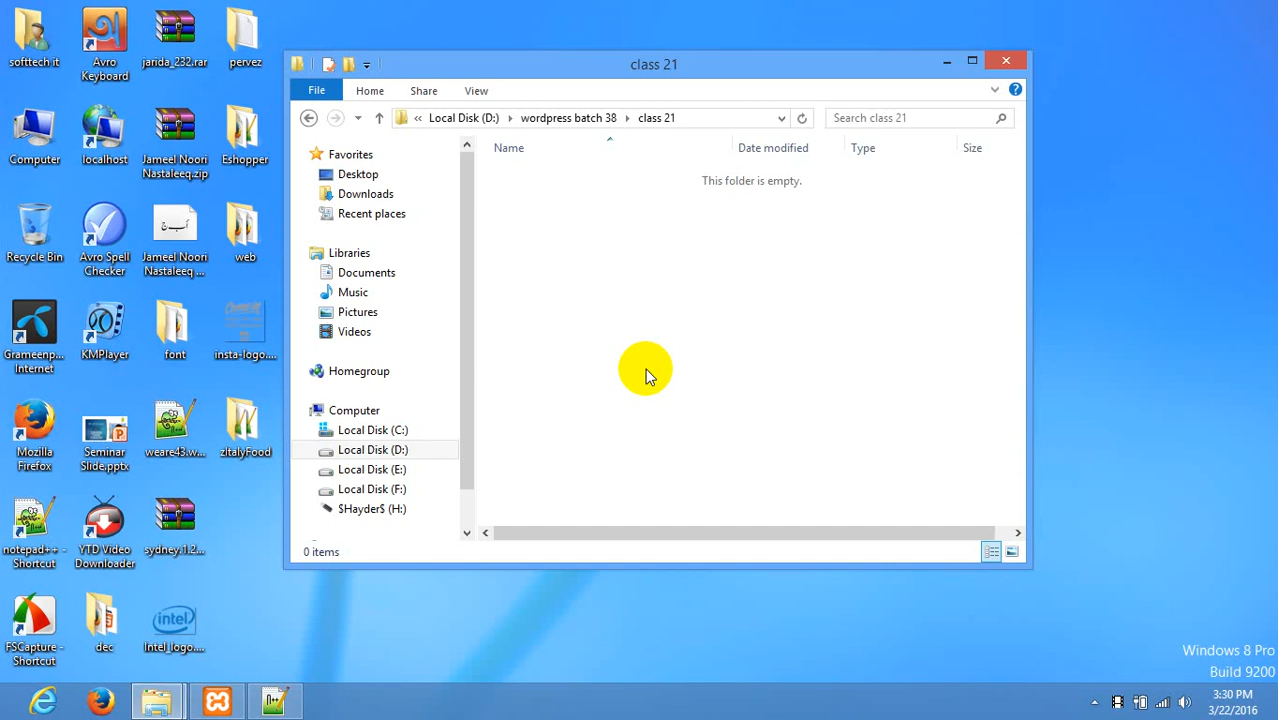 softtech it
Avro
Keyboard
jarida_232.rar
pervez
Computer
localhost
Jameel Noori
Nastaleeq.zip
Eshopper
Recycle Bin
Avro Spell
Checker
Jameel Noori
Nastaleeq ...
web
Grameenp...
Internet
KMPlayer
font
insta-logo....
Mozilla
Firefox
Seminar
Slide.pptx
weare43.w...
zItalyFood
notepad++ -
Shortcut
YTD Video
Downloader
sydney.1.2...
FSCapture -
Shortcut
dec
intel
Intel_logo....
class 21
File Home Share View
« Local Disk (D:) wordpress batch 38 class 21
Search class 21
Name Date modified Type Size
This folder is empty.
Favorites
Desktop
Downloads
Recent places
Libraries
Documents
Music
Pictures
Videos
Homegroup
Computer
Local Disk (C:)
Local Disk (D:)
Local Disk (E:)
Local Disk (F:)
$Hayder$ (H:)
0 items
Windows 8 Pro
Build 9200
3:30 PM
3/22/2016